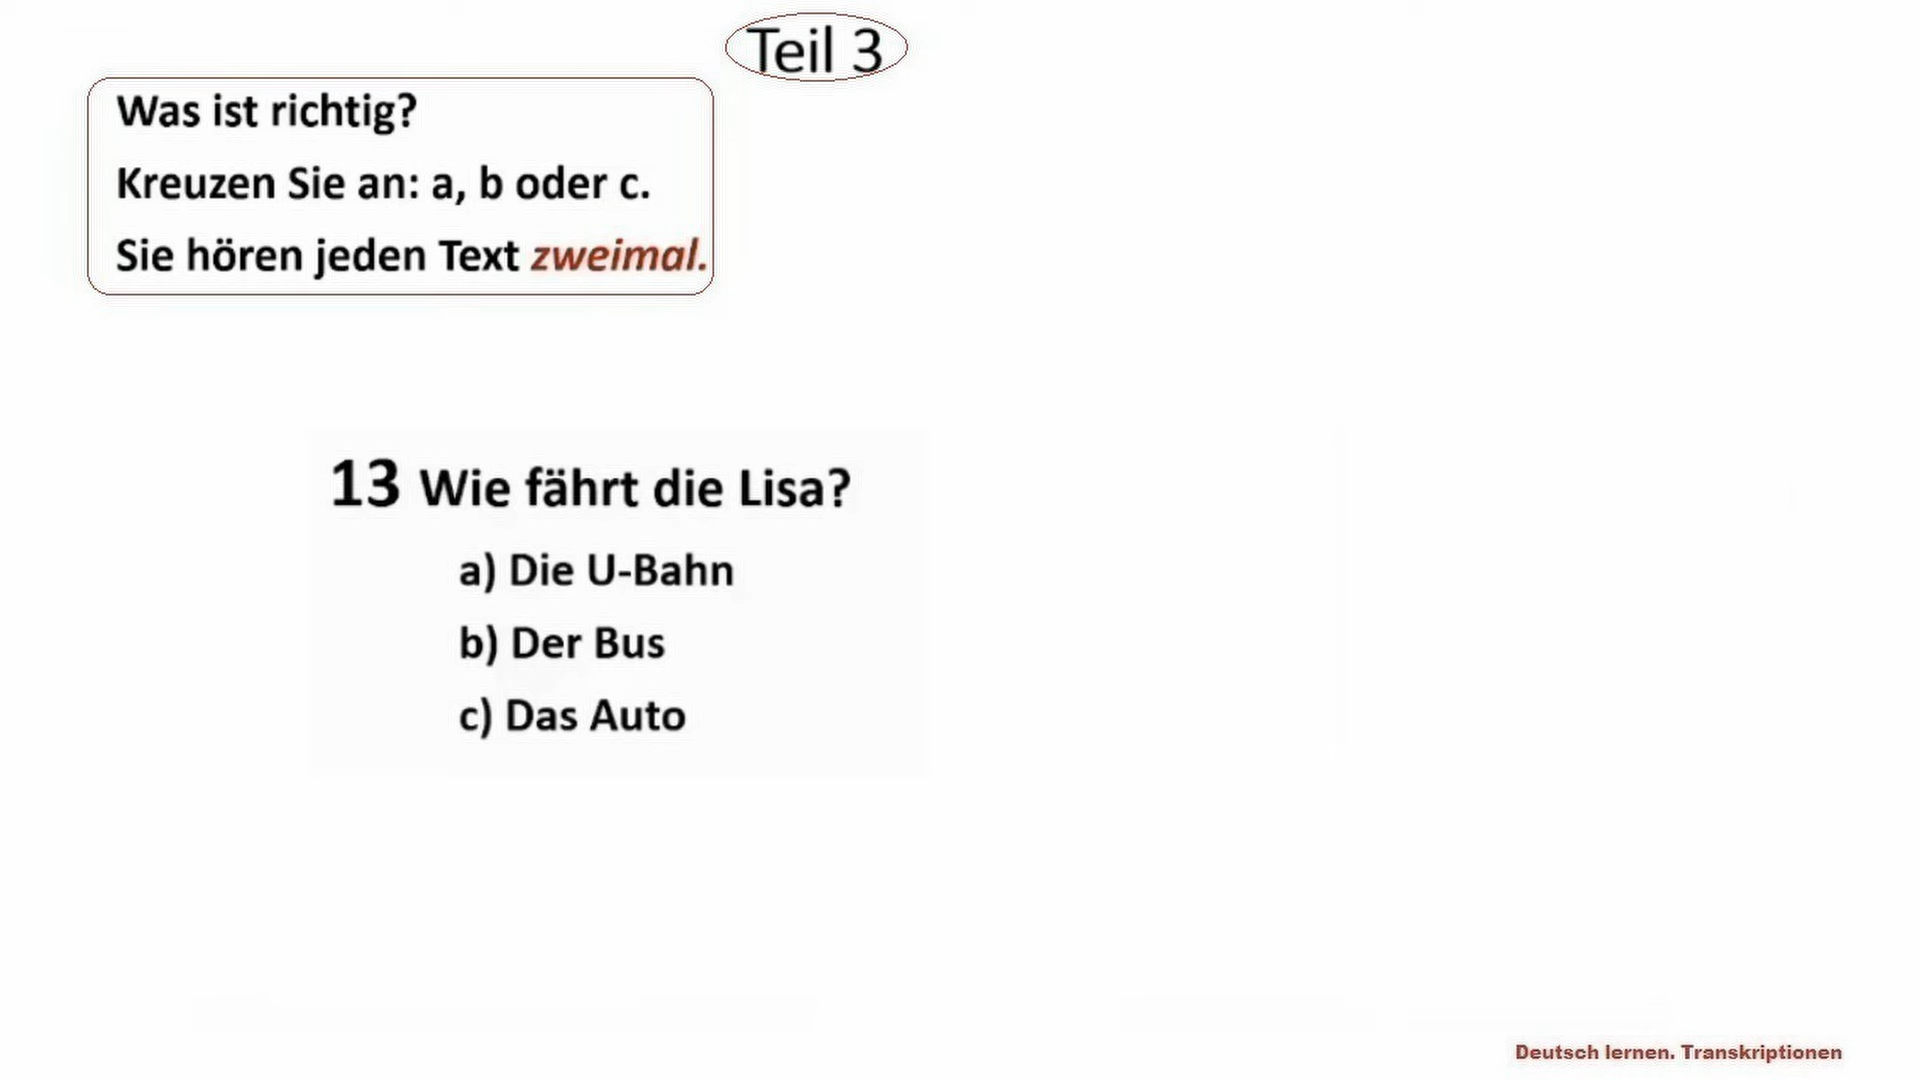 Teil 3
Was ist richtig?
Kreuzen Sie an: a, b oder c.
Sie hören jeden Text zweimal.
13 Wie fährt die Lisa?
a) Die U-Bahn
b) Der Bus
c) Das Auto
Deutsch lernen. Transkriptionen